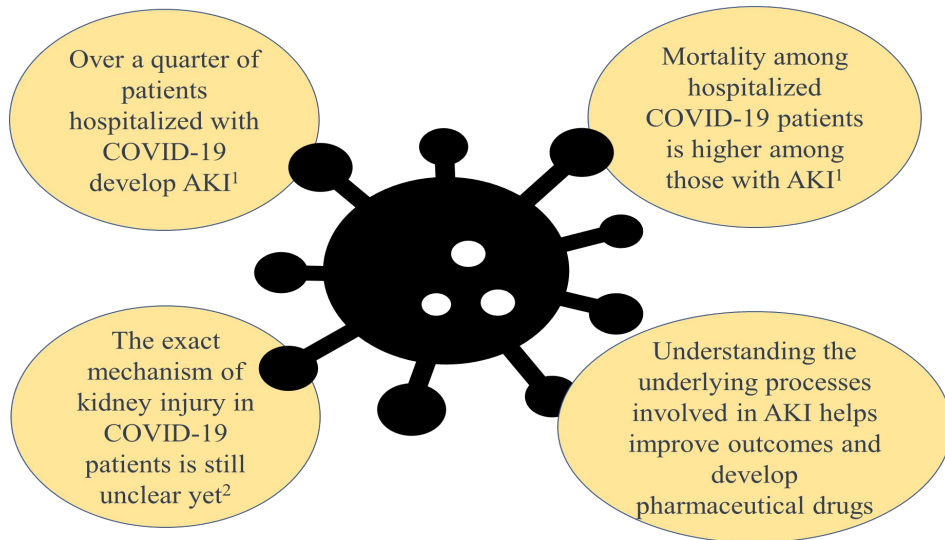 Over a quarter of
patients
hospitalized with
COVID-19
develop AKI¹
Mortality among
hospitalized
COVID-19 patients
is higher among
those with AKI¹
The exact
mechanism of
kidney injury in
COVID-19
patients is still
unclear yet²
Understanding the
underlying processes
involved in AKI helps
improve outcomes and
develop
pharmaceutical drugs